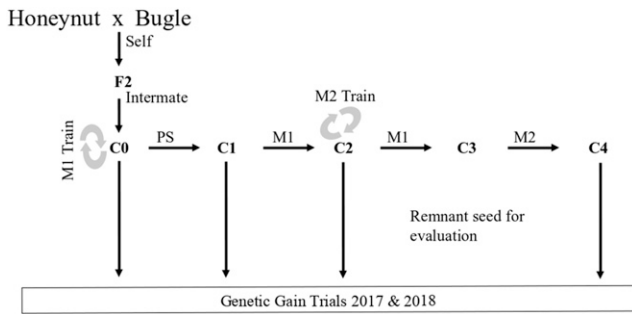 Honeynut x Bugle
Self
F2
Intermate
M2 Train
M1 Train
C0 PS C1 M1 C2 M1 C3 M2 C4
Remnant seed for
evaluation
Genetic Gain Trials 2017 & 2018